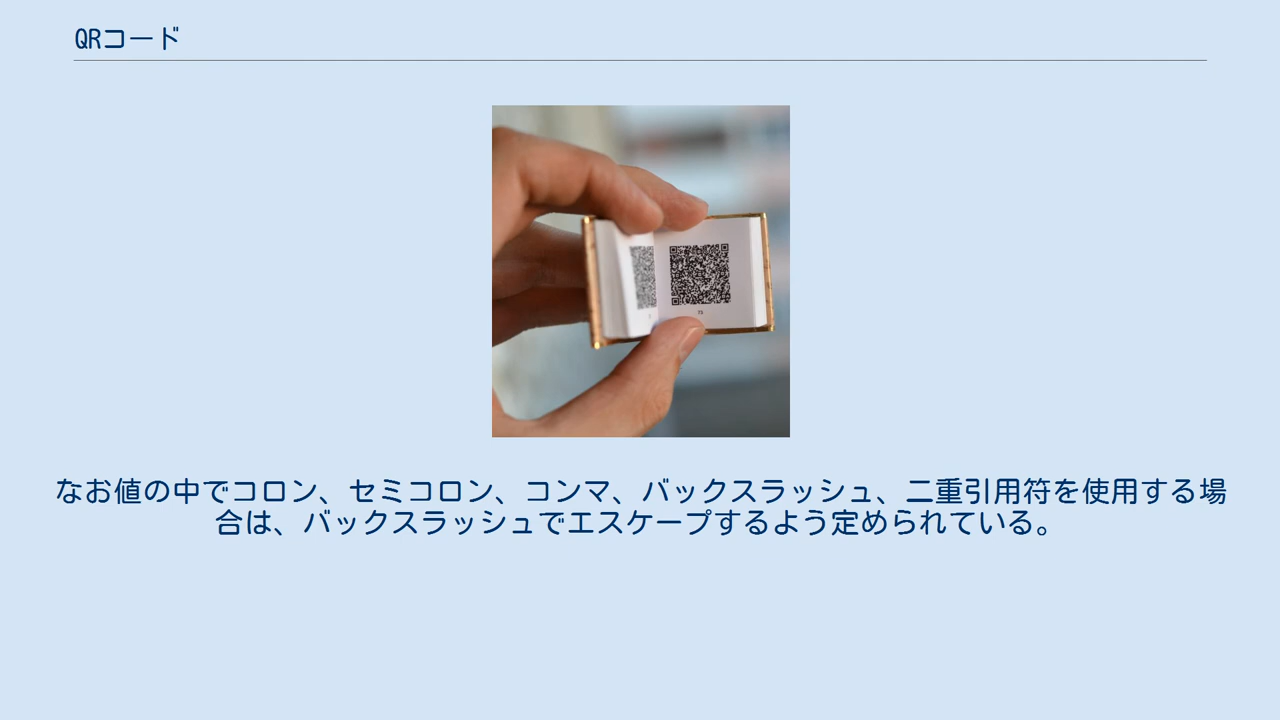 QRコード
なお値の中でコロン、セミコロン、コンマ、バックスラッシュ、二重引用符を使用する場
合は、バックスラッシュでエスケープするよう定められている。